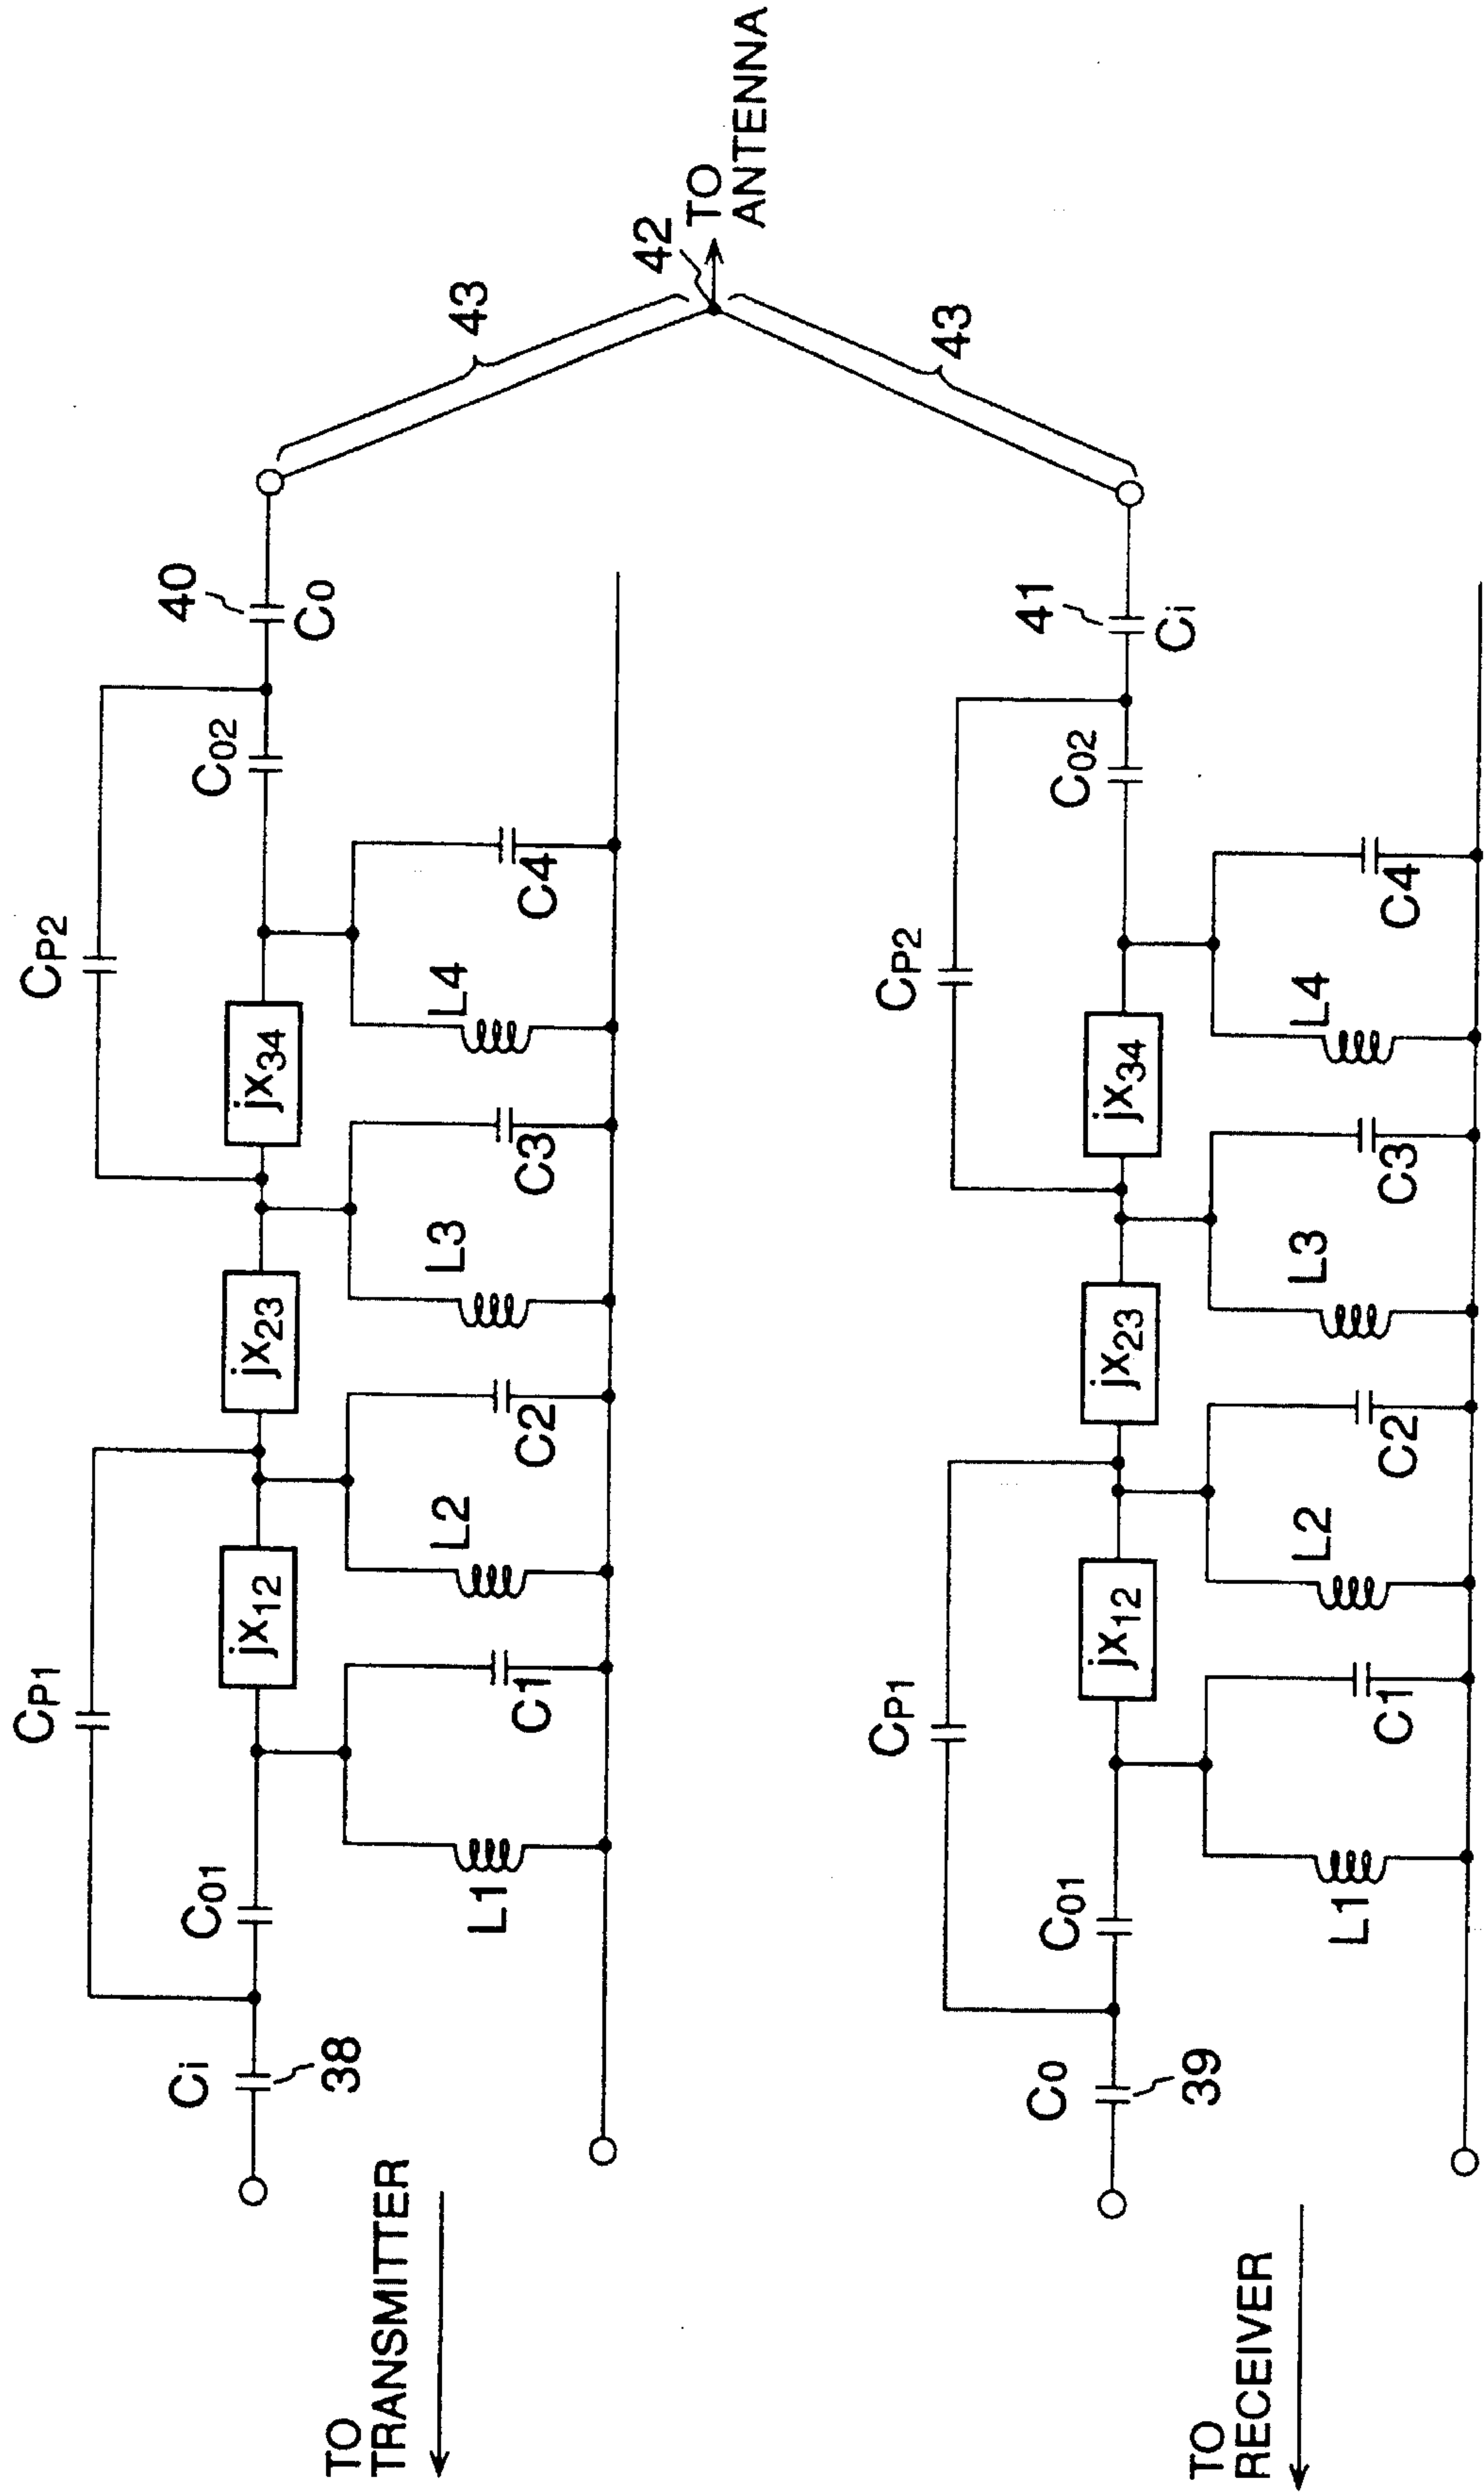 CP1
CP2
Ci
38
C01
jx12
jx23
jx34
C02
40
C0
43
L1
C1
L2
C2
L3
C3
L4
C4
TO
TRANSMITTER
42
TO
ANTENNA
CP1
CP2
43
C0
39
C01
jx12
jx23
jx34
C02
41
Ci
L1
C1
L2
C2
L3
C3
L4
C4
TO
RECEIVER